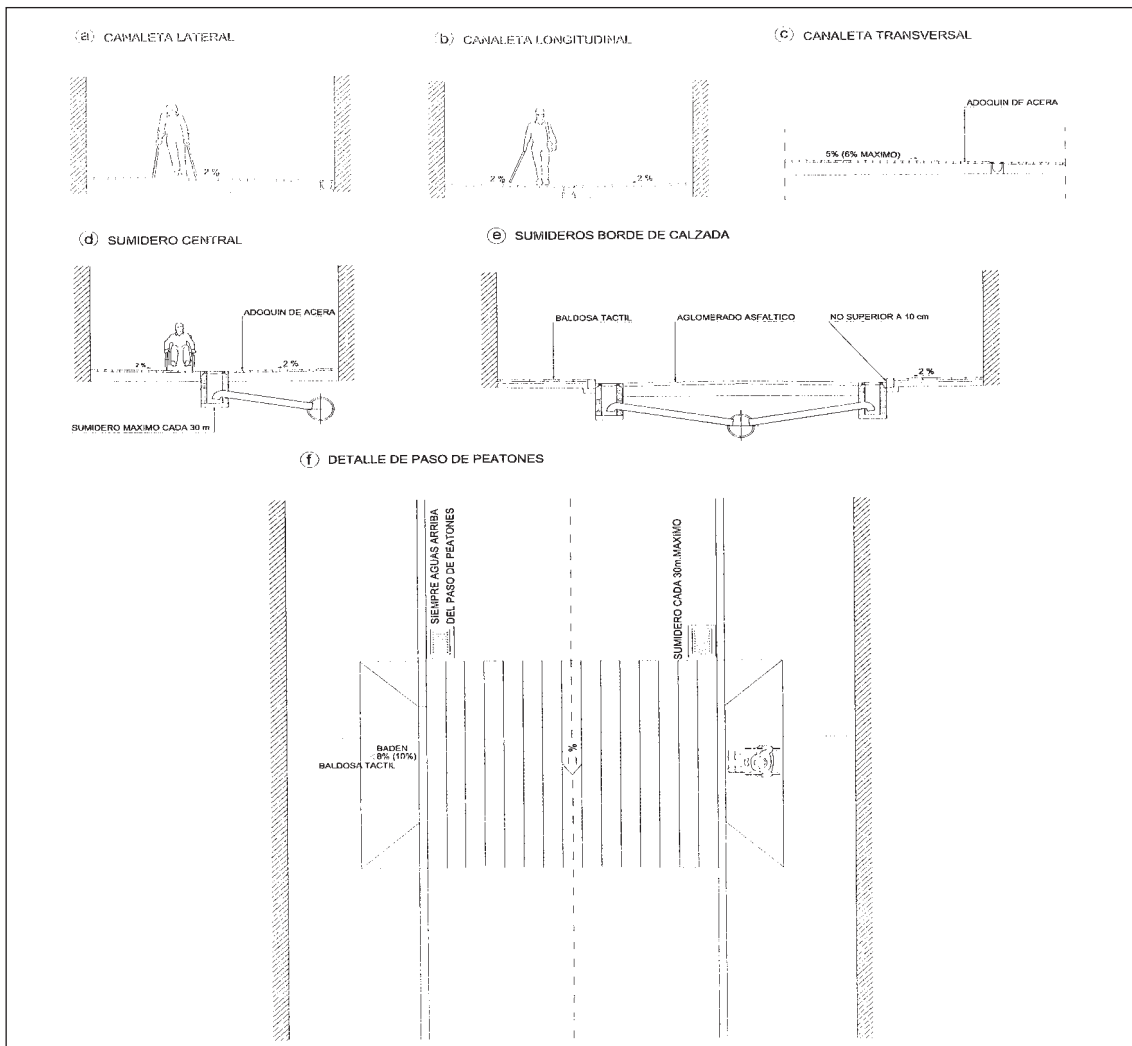 a CANALETA LATERAL
2 %
b CANALETA LONGITUDINAL
2 %
2 %
c CANALETA TRANSVERSAL
ADOQUIN DE ACERA
5% (6% MAXIMO)
d SUMIDERO CENTRAL
ADOQUIN DE ACERA
2%
2 %
SUMIDERO MAXIMO CADA 30 m
e SUMIDEROS BORDE DE CALZADA
BALDOSA TACTIL
AGLOMERADO ASFALTICO
NO SUPERIOR A 10 cm
2 %
f DETALLE DE PASO DE PEATONES
SIEMPRE AGUAS ARRIBA
DEL PASO DE PEATONES
SUMIDERO CADA 30m.MAXIMO
BADEN
8% (10%)
BALDOSA TACTIL
%